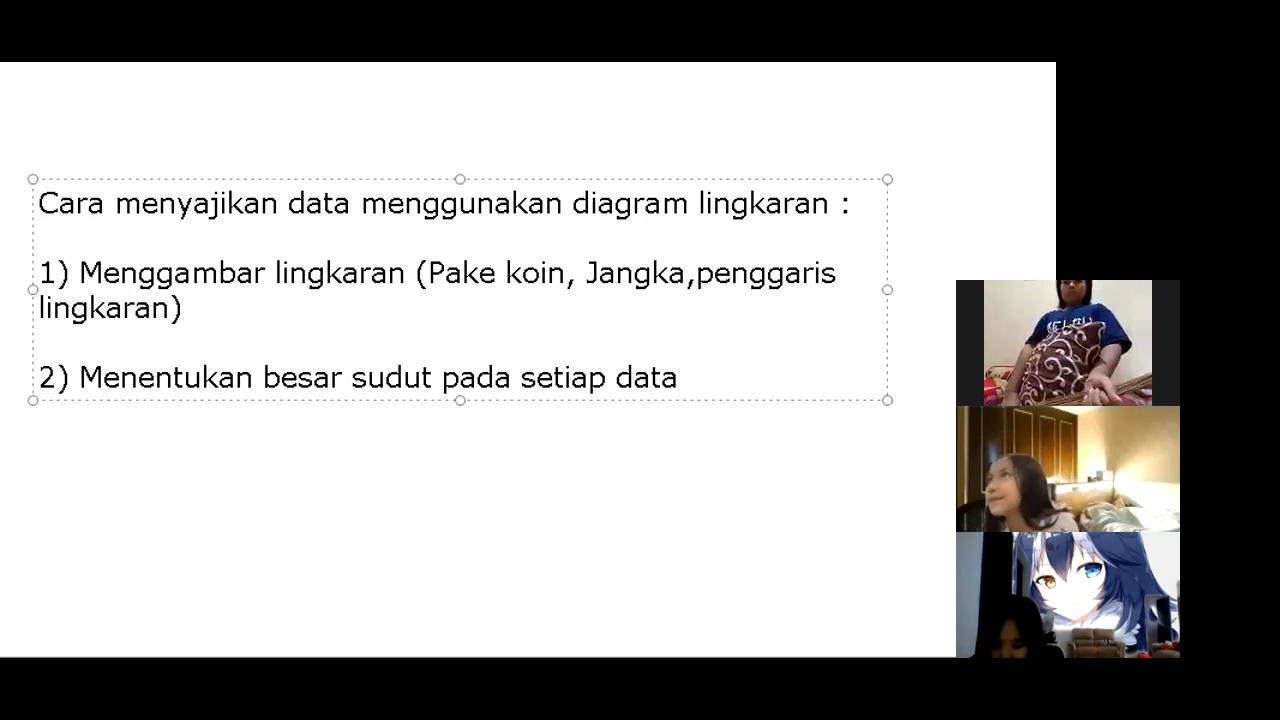 Cara menyajikan data menggunakan diagram lingkaran :
1) Menggambar lingkaran (Pake koin, Jangka,penggaris
lingkaran)
2) Menentukan besar sudut pada setiap data